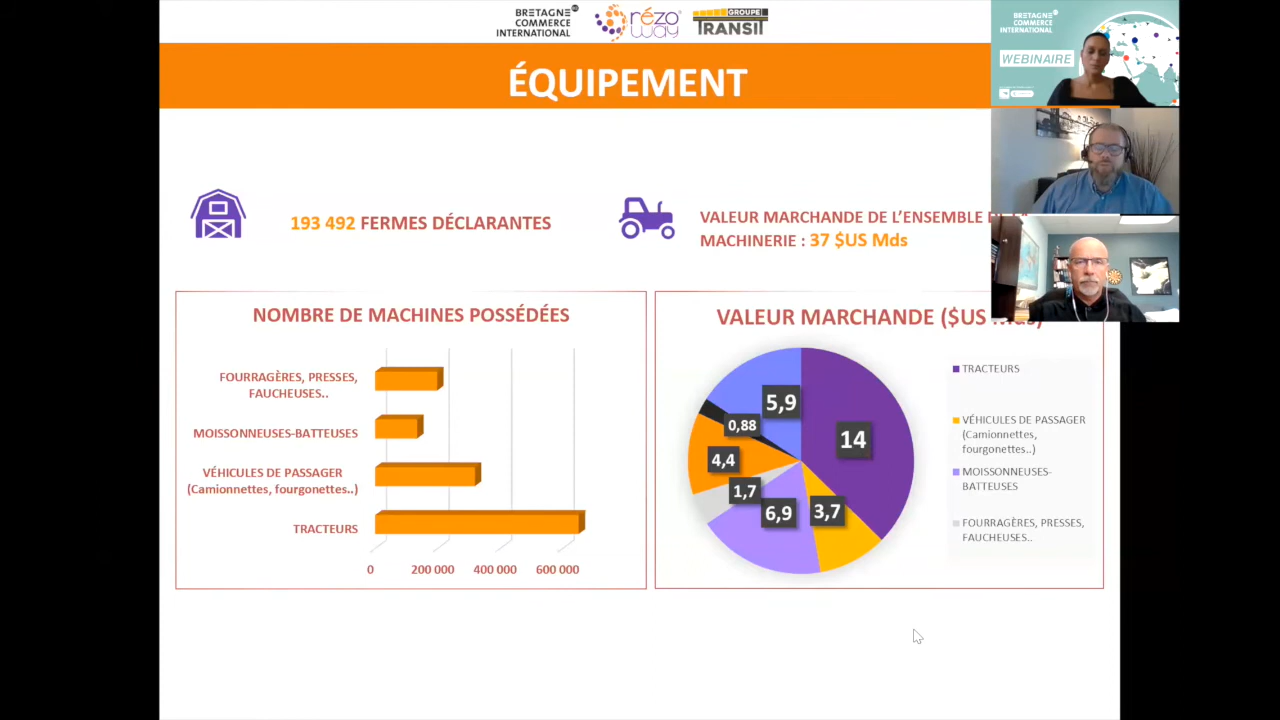 BRETAGNE
COMMERCE
INTERNATIONAL
rézo
way
GROUPE
TRANSIT
ÉQUIPEMENT
BRETAGNE
COMMERCE
INTERNATIONAL
WEBINAIRE
193 492 FERMES DÉCLARANTES
VALEUR MARCHANDE DE L'ENSEMBLE
MACHINERIE : 37 $US Mds
NOMBRE DE MACHINES POSSÉDÉES
FOURRAGÈRES, PRESSES,
FAUCHEUSES..
MOISSONNEUSES-BATTEUSES
VÉHICULES DE PASSAGER
(Camionnettes, fourgonettes..)
TRACTEURS
0
200 000
400 000
600 000
VALEUR MARCHANDE ($US Mds)
5,9
14
0,88
4,4
1,7
6,9
3,7
TRACTEURS
VÉHICULES DE PASSAGER
(Camionnettes,
fourgonettes..)
MOISSONNEUSES-
BATTEUSES
FOURRAGÈRES, PRESSES,
FAUCHEUSES..